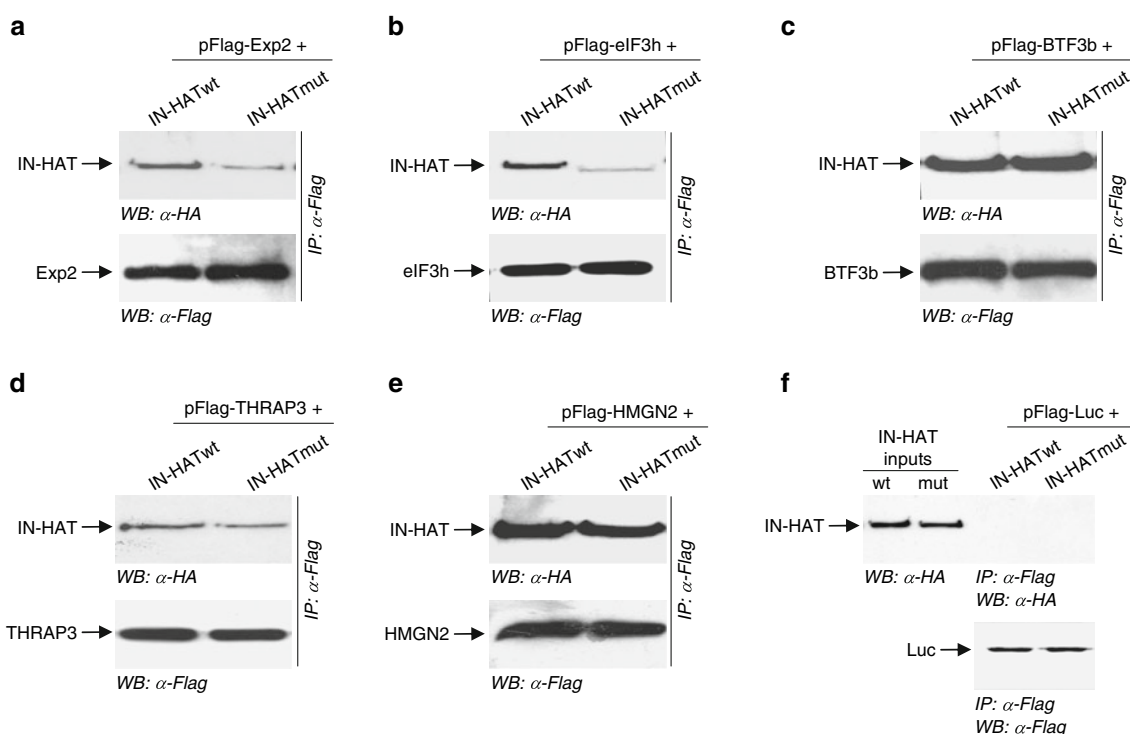 a
pFlag-Exp2 +
IN-HATwt
IN-HATmut
IN-HAT
WB: α-HA
Exp2
WB: α-Flag
IP: α-Flag
b
pFlag-eIF3h +
IN-HATwt
IN-HATmut
IN-HAT
WB: α-HA
eIF3h
WB: α-Flag
IP: α-Flag
c
pFlag-BTF3b +
IN-HATwt
IN-HATmut
IN-HAT
WB: α-HA
BTF3b
WB: α-Flag
IP: α-Flag
d
pFlag-THRAP3 +
IN-HATwt
IN-HATmut
IN-HAT
WB: α-HA
THRAP3
WB: α-Flag
IP: α-Flag
e
pFlag-HMGN2 +
IN-HATwt
IN-HATmut
IN-HAT
WB: α-HA
HMGN2
WB: α-Flag
IP: α-Flag
f
IN-HAT
inputs
wt mut
pFlag-Luc +
IN-HATwt
IN-HATmut
IN-HAT
WB: α-HA
IP: α-Flag
WB: α-HA
Luc
IP: α-Flag
WB: α-Flag